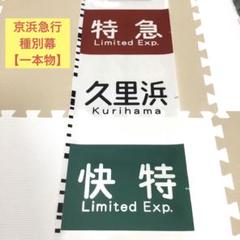 京浜急行
種別幕
【一本物】
特急
Limited Exp.
久里浜
Kurihama
快特
Limited Exp.